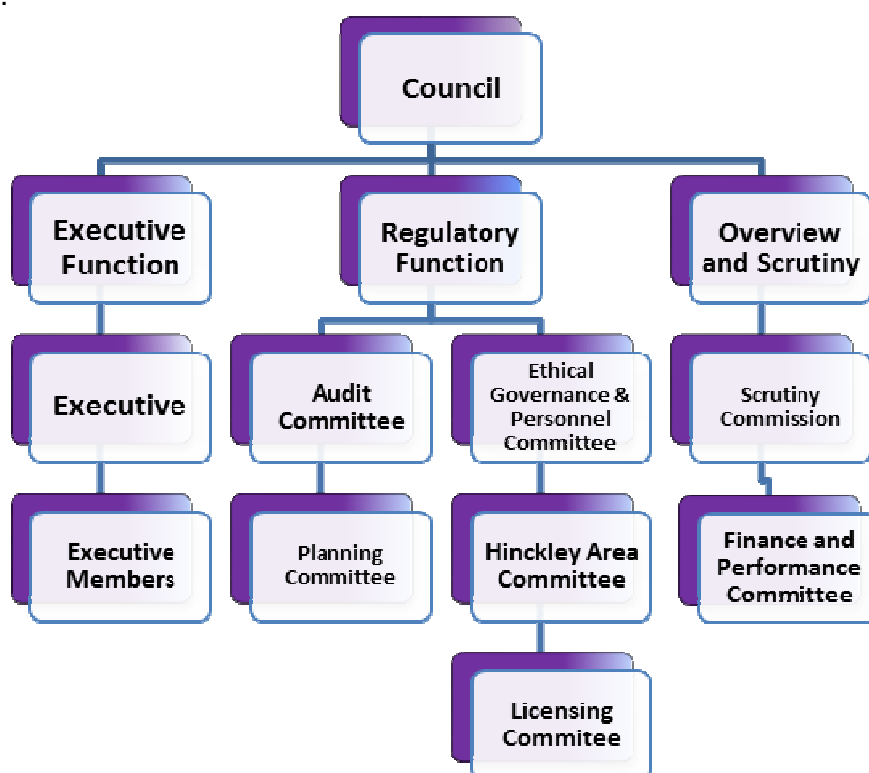 .
Council
Executive
Function
Regulatory
Function
Overview
and Scrutiny
Executive
Audit
Committee
Ethical
Governance &
Personnel
Committee
Scrutiny
Commission
Executive
Members
Planning
Committee
Hinckley Area
Committee
Finance and
Performance
Committee
Licensing
Commitee